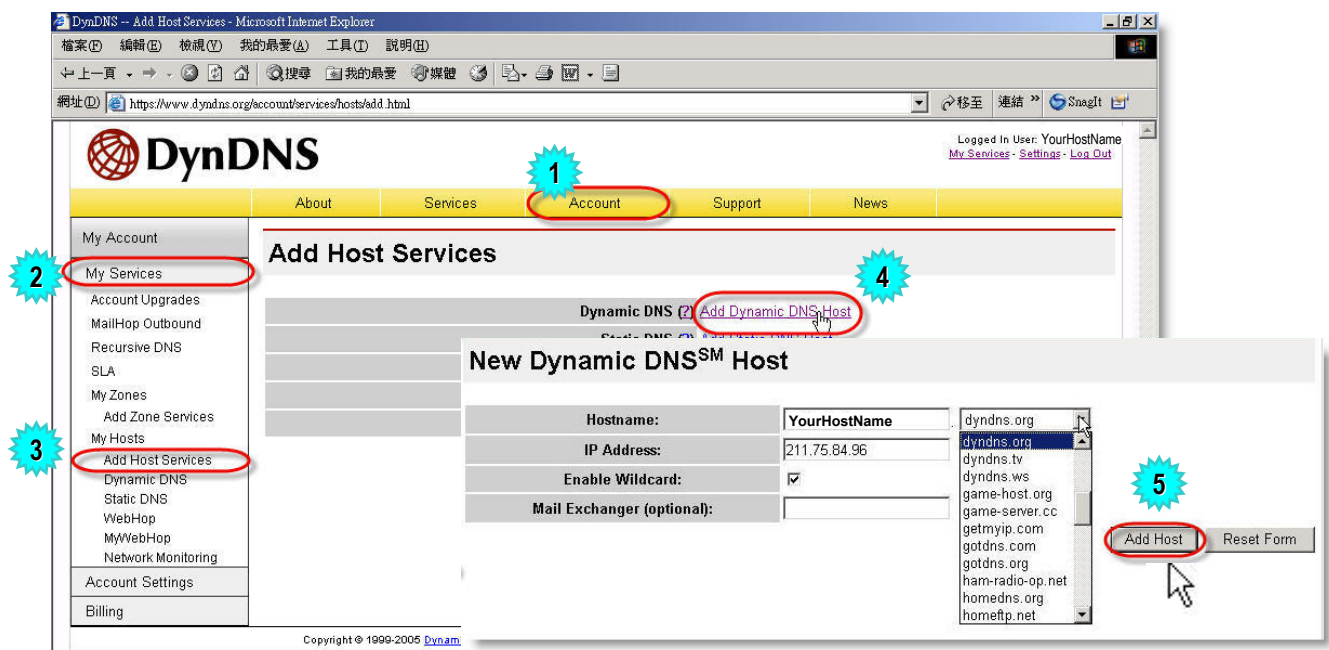 DynDNS -- Add Host Services - Microsoft Internet Explorer
檔案(F) 編輯(E) 檢視(V) 我的最愛(A) 工具(T) 說明(H)
上一頁 搜尋 我的最愛 媒體
網址(D) https://www.dyndns.org/account/services/hosts/add.html 移至 連結 » SnagIt
DynDNS
Logged In User: YourHostName
My Services - Settings - Log Out
1
About Services Account Support News
My Account
2
My Services
Account Upgrades
MailHop Outbound
Recursive DNS
SLA
My Zones
Add Zone Services
My Hosts
3
Add Host Services
Dynamic DNS
Static DNS
WebHop
MyWebHop
Network Monitoring
Account Settings
Billing
Add Host Services
4
Dynamic DNS (?) Add Dynamic DNS Host
Static DNS (?) Add Static DNS Host
New Dynamic DNSSM Host
Hostname: YourHostName . dyndns.org
IP Address: 211.75.84.96
Enable Wildcard:
Mail Exchanger (optional):
dyndns.org
dyndns.tv
dyndns.ws
game-host.org
game-server.cc
getmyip.com
gotdns.com
gotdns.org
ham-radio-op.net
homedns.org
homeftp.net
5
Add Host Reset Form
Copyright © 1999-2005 Dynam